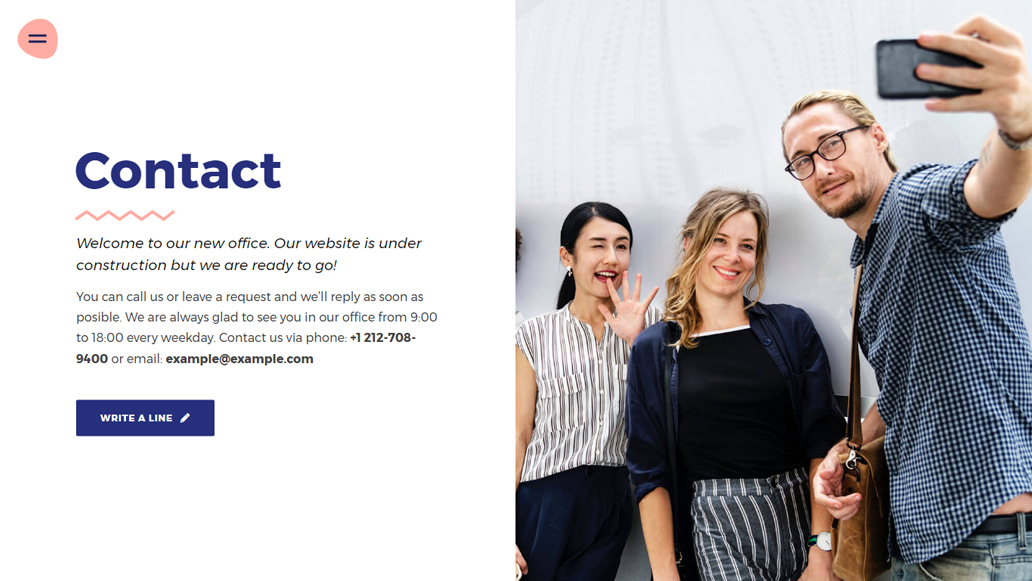 Contact
Welcome to our new office. Our website is under
construction but we are ready to go!
You can call us or leave a request and we'll reply as soon as
posible. We are always glad to see you in our office from 9:00
to 18:00 every weekday. Contact us via phone: +1 212-708-
9400 or email: example@example.com
WRITE A LINE